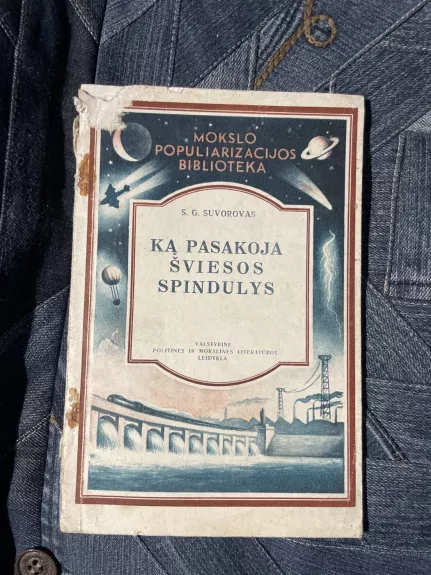 MOKSLO
POPULIARIZACIJOS
BIBLIOTEKA
S. G. SUVOROVAS
KĄ PASAKOJA
ŠVIESOS
SPINDULYS
VALSTYBINĖ
POLITINĖS IR MOKSLINĖS LITERATŪROS
LEIDYKLA